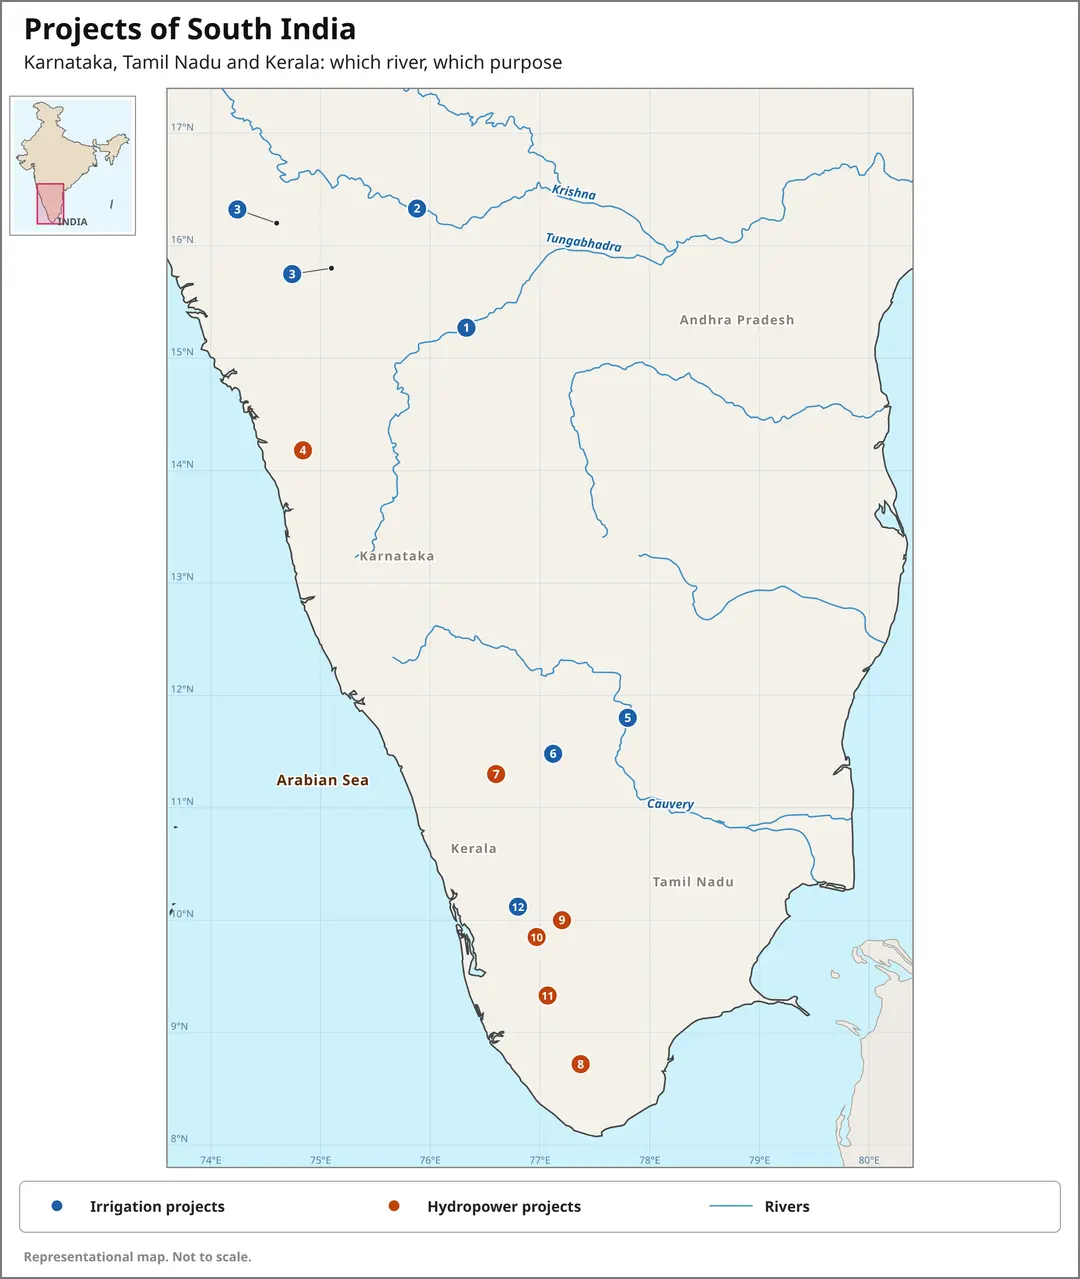 Projects of South India
Karnataka, Tamil Nadu and Kerala: which river, which purpose
INDIA
17°N
Krishna
3
2
16°N
Tungabhadra
3
Andhra Pradesh
1
15°N
4
14°N
Karnataka
13°N
12°N
5
6
7
Arabian Sea
11°N
Cauvery
Kerala
Tamil Nadu
12
10°N
9
10
11
9°N
8
8°N
74°E 75°E 76°E 77°E 78°E 79°E 80°E
Irrigation projects Hydropower projects Rivers
Representational map. Not to scale.